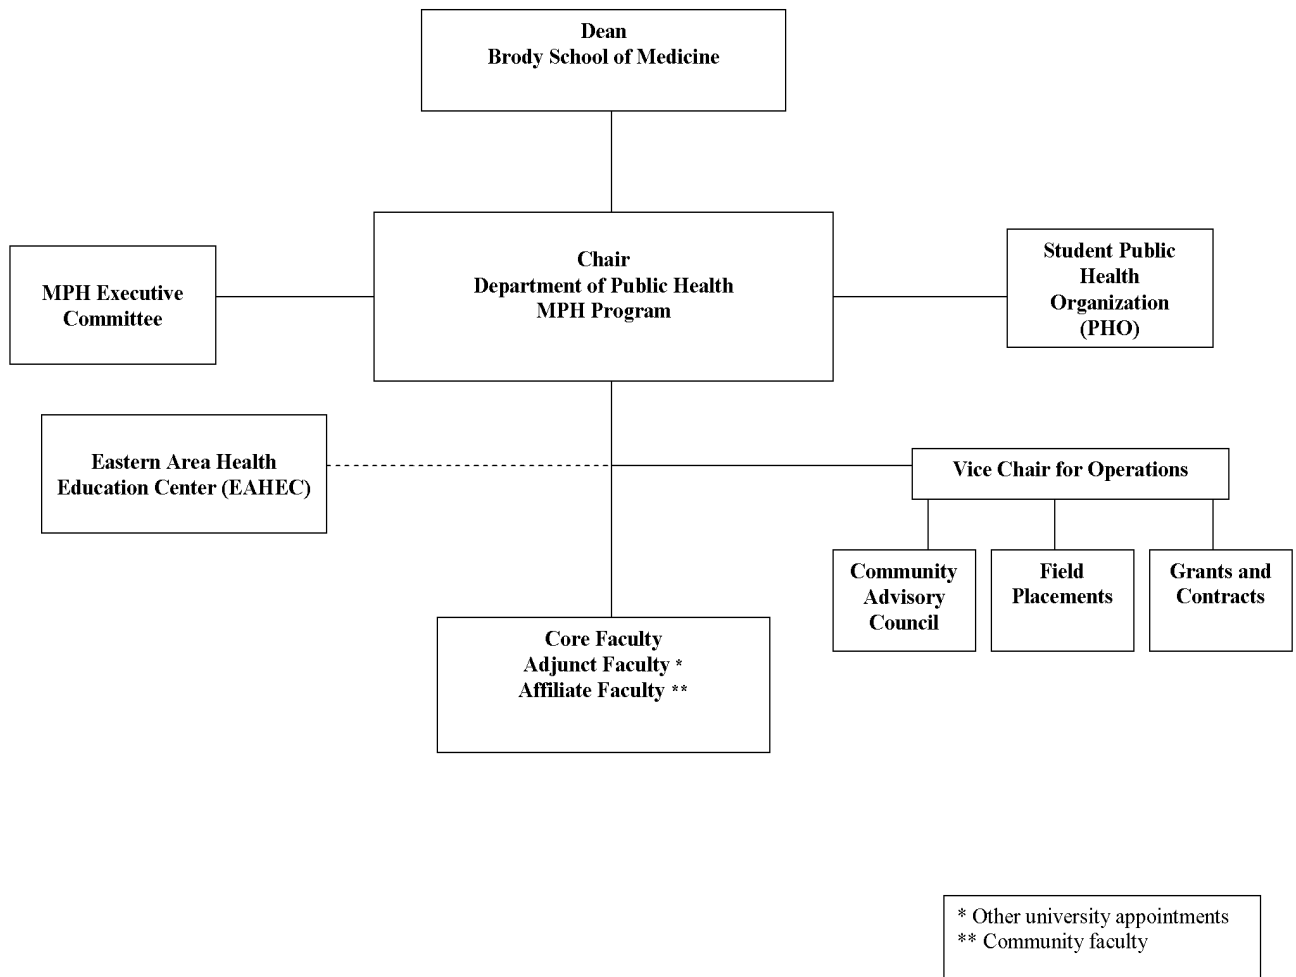 Dean
Brody School of Medicine
Chair
Department of Public Health
MPH Program
MPH Executive
Committee
Student Public
Health
Organization
(PHO)
Eastern Area Health
Education Center (EAHEC)
Vice Chair for Operations
Community
Advisory
Council
Field
Placements
Grants and
Contracts
Core Faculty
Adjunct Faculty *
Affiliate Faculty **
* Other university appointments
** Community faculty